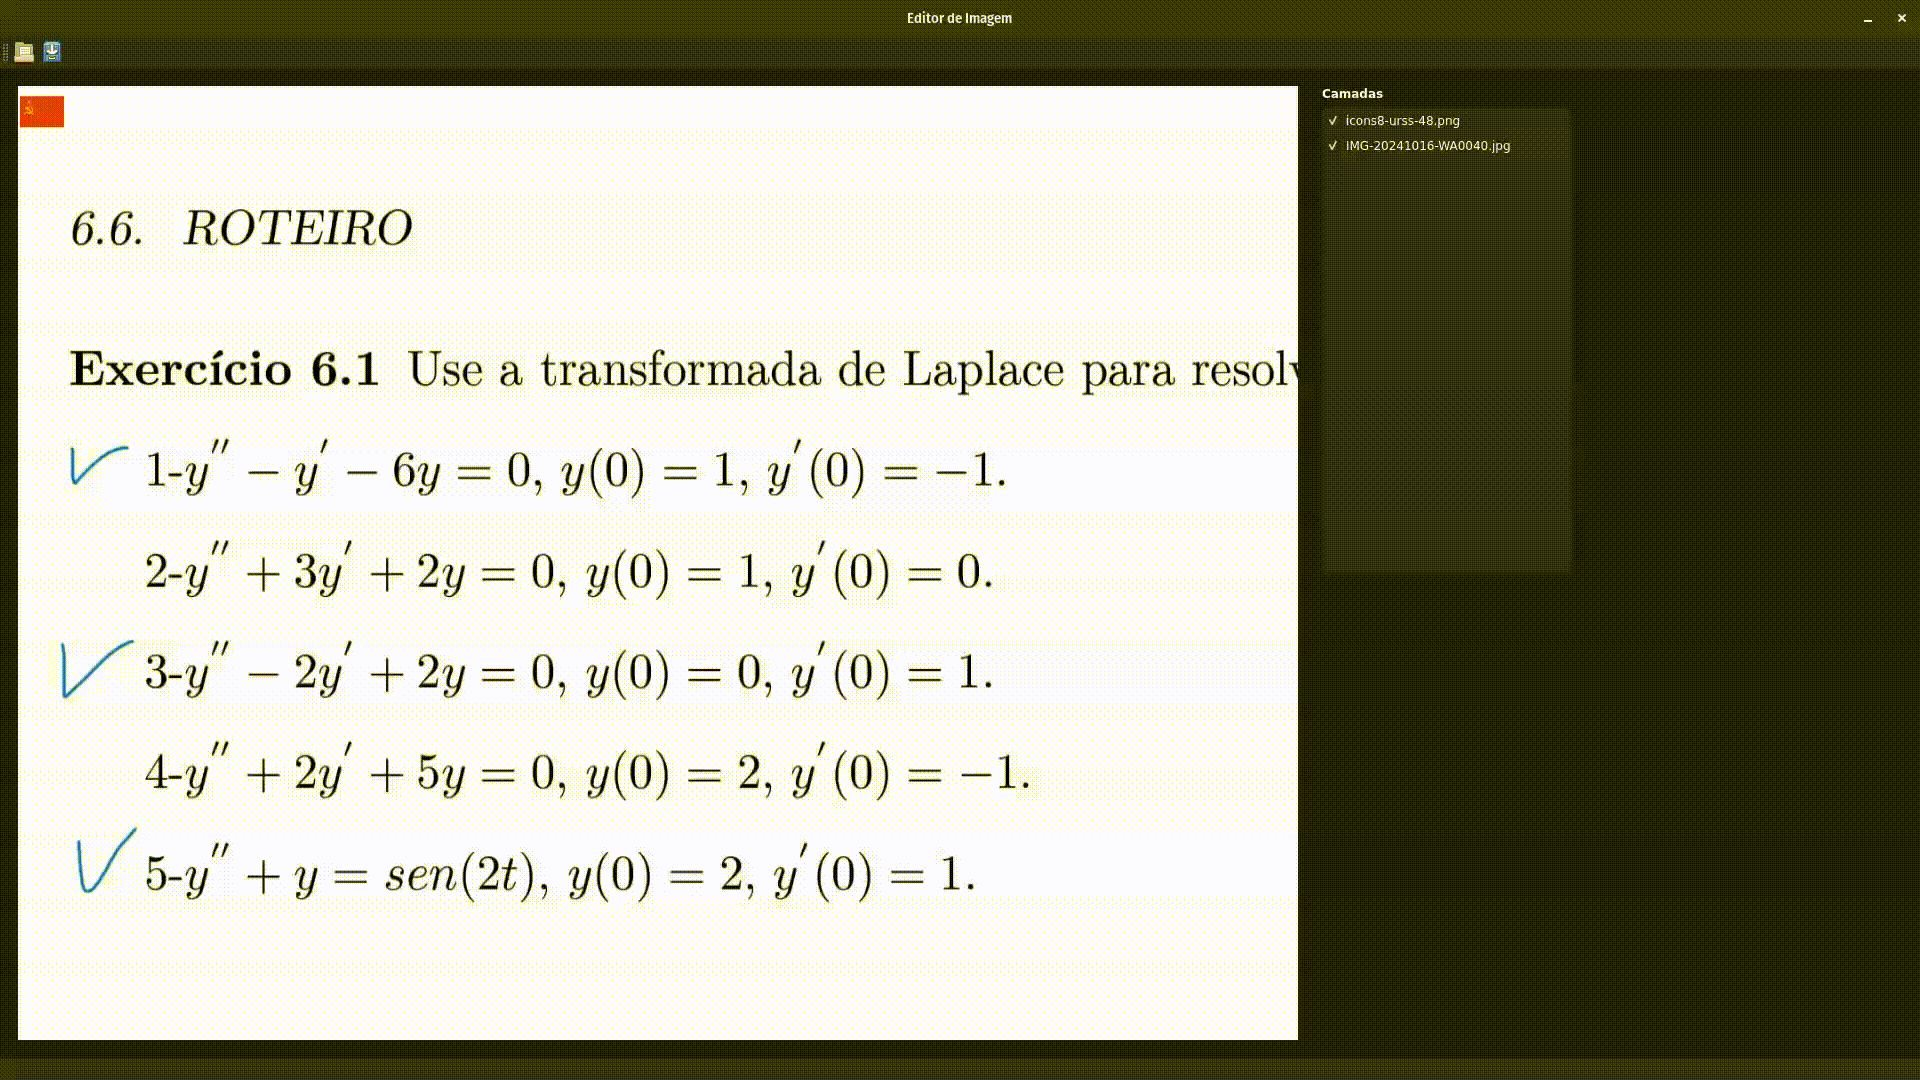 Editor de Imagem
Camadas
icons8-urss-48.png
IMG-20241016-WA0040.jpg
6.6. ROTEIRO
Exercício 6.1 Use a transformada de Laplace para resolv
1-y'' − y' − 6y = 0, y(0) = 1, y'(0) = −1.
2-y'' + 3y' + 2y = 0, y(0) = 1, y'(0) = 0.
3-y'' − 2y' + 2y = 0, y(0) = 0, y'(0) = 1.
4-y'' + 2y' + 5y = 0, y(0) = 2, y'(0) = −1.
5-y'' + y = sen(2t), y(0) = 2, y'(0) = 1.